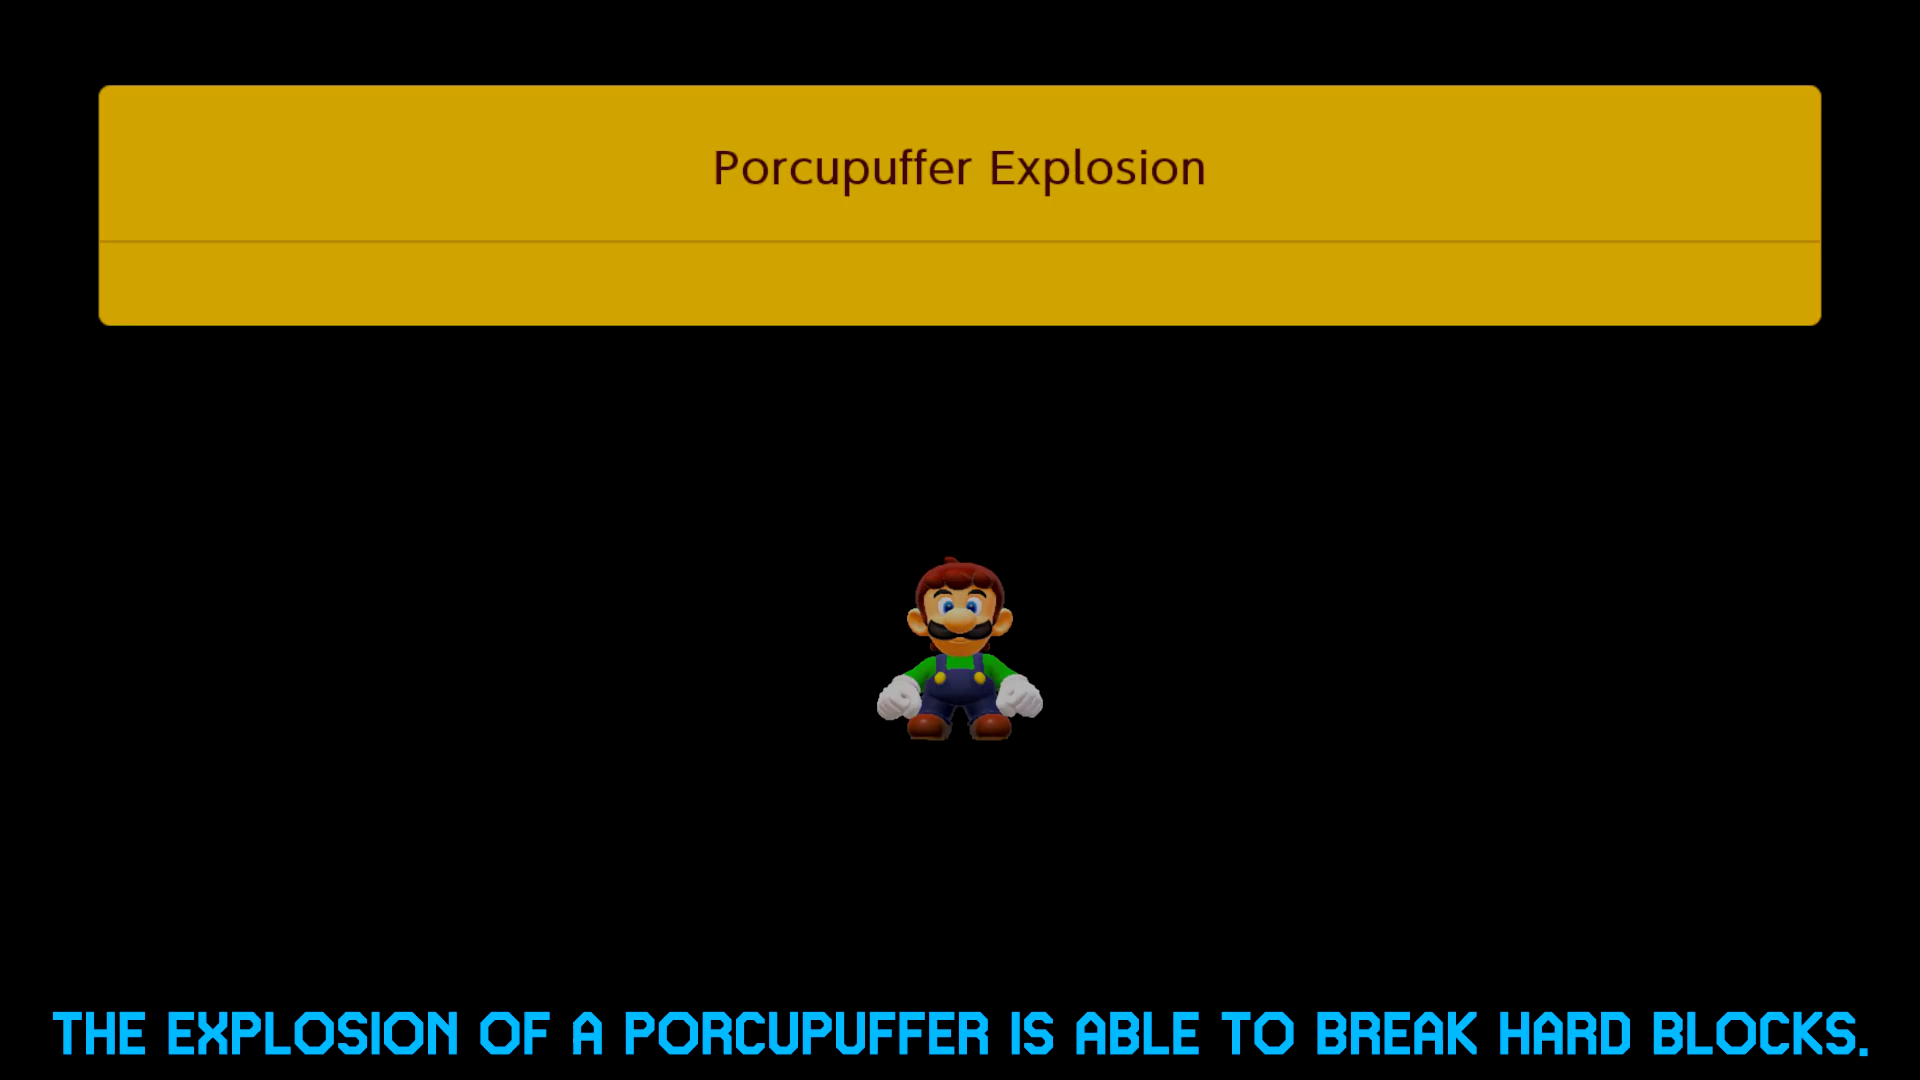 Porcupuffer Explosion
THE EXPLOSION OF A PORCUPUFFER IS ABLE TO BREAK HARD BLOCKS.